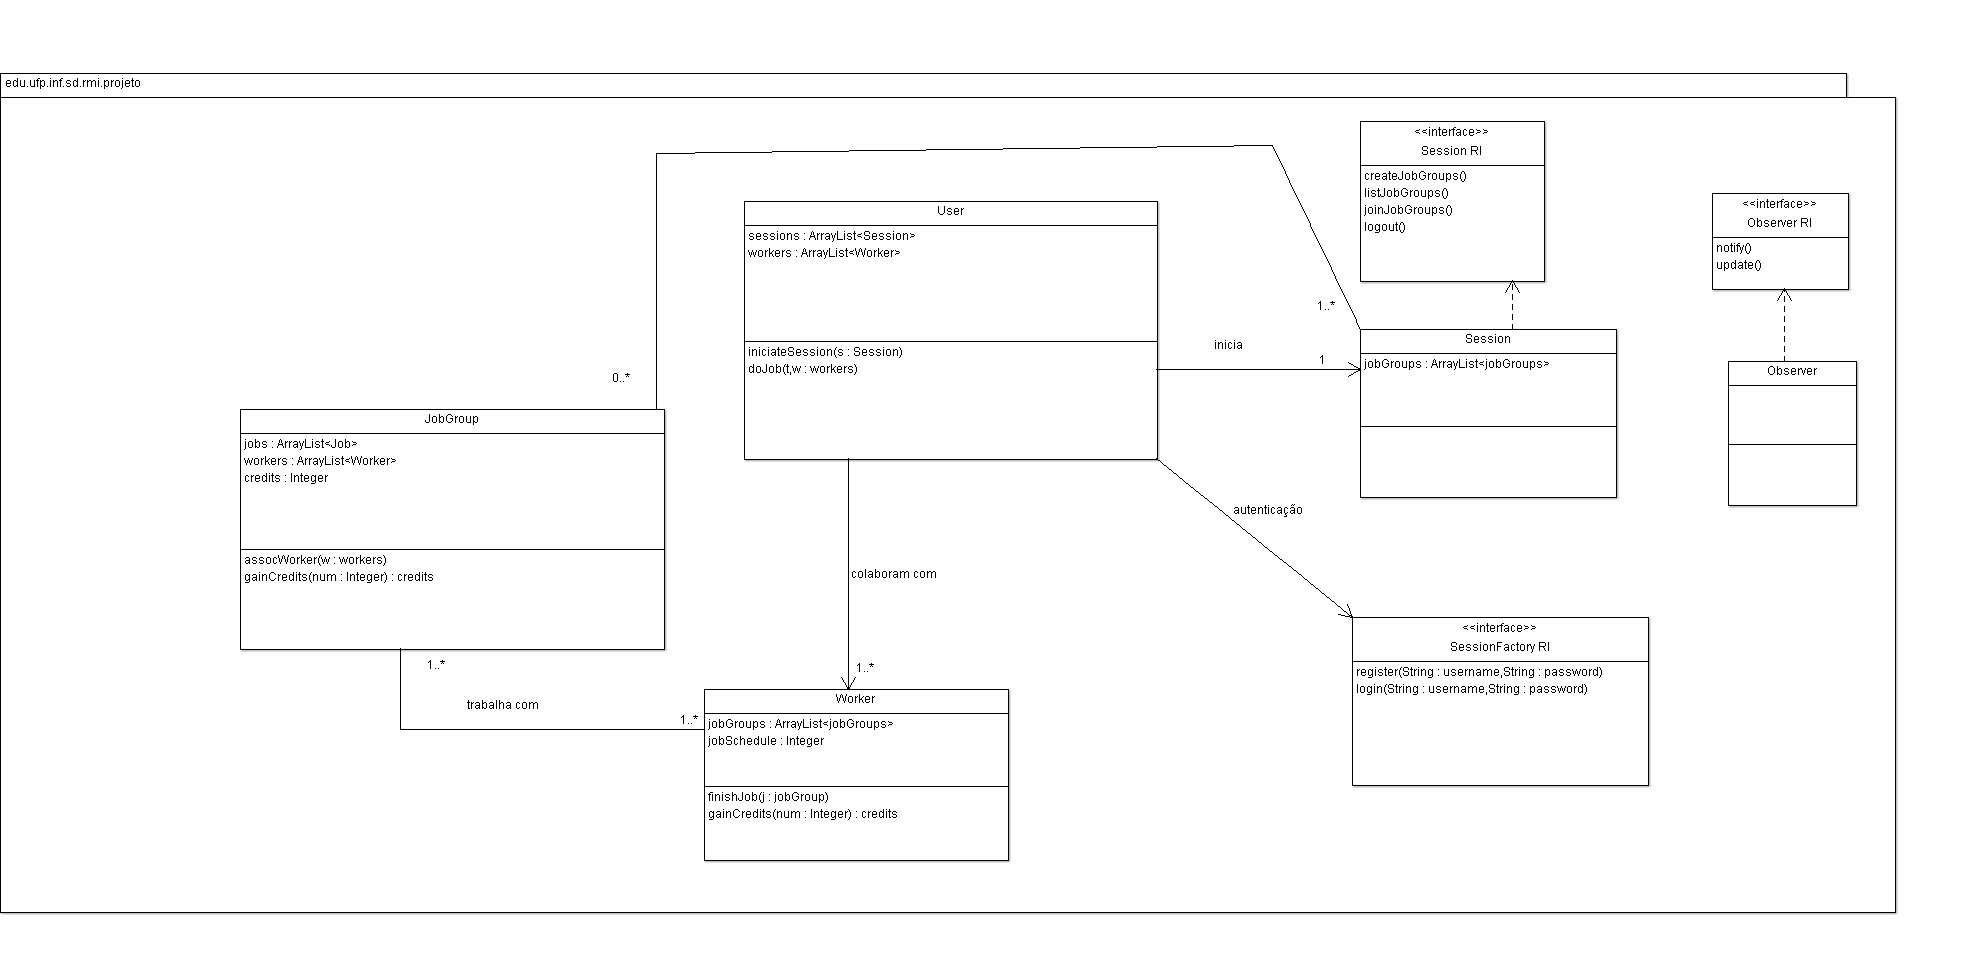 edu.ufp.inf.sd.rmi.projeto
<<interface>>
Session RI
createJobGroups()
listJobGroups()
joinJobGroups()
logout()
<<interface>>
Observer RI
notify()
update()
User
sessions : ArrayList<Session>
workers : ArrayList<Worker>
iniciateSession(s : Session)
doJob(t,w : workers)
1..*
inicia
1
Session
jobGroups : ArrayList<jobGroups>
Observer
0..*
JobGroup
jobs : ArrayList<Job>
workers : ArrayList<Worker>
credits : Integer
assocWorker(w : workers)
gainCredits(num : Integer) : credits
autenticação
colaboram com
1..*
trabalha com
1..*
1..*
Worker
jobGroups : ArrayList<jobGroups>
jobSchedule : Integer
finishJob(j : jobGroup)
gainCredits(num : Integer) : credits
<<interface>>
SessionFactory RI
register(String : username,String : password)
login(String : username,String : password)